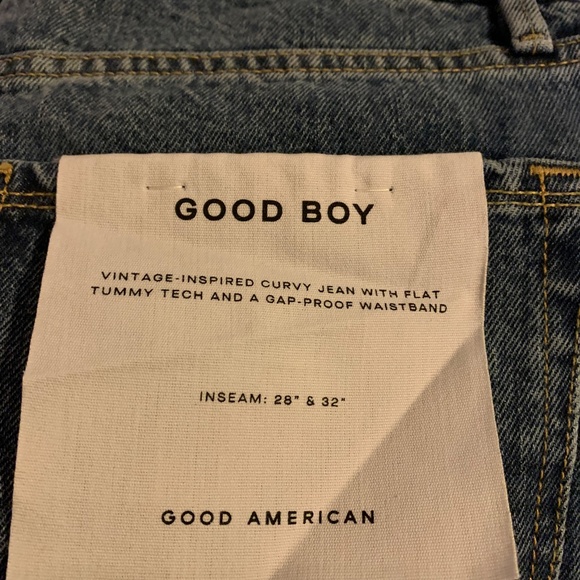 GOOD BOY
VINTAGE-INSPIRED CURVY JEAN WITH FLAT
TUMMY TECH AND A GAP-PROOF WAISTBAND
INSEAM: 28" & 32"
GOOD AMERICAN